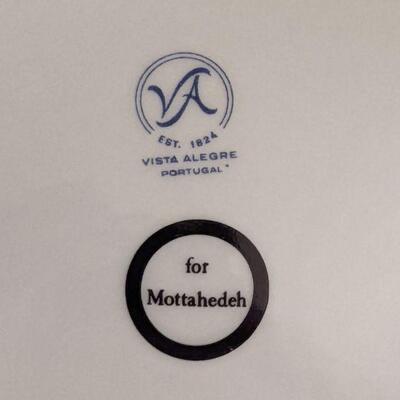 VA
EST. 1824
VISTA ALEGRE
PORTUGAL
for
Mottahedeh